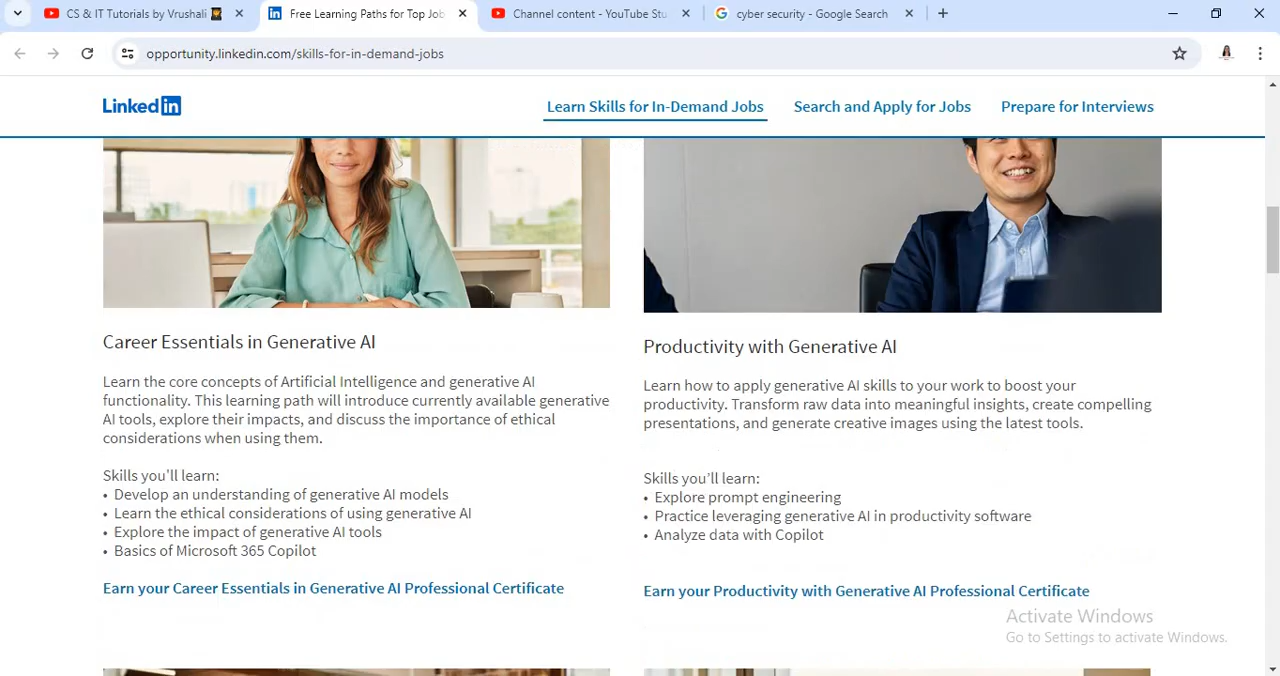 CS & IT Tutorials by Vrushali
Free Learning Paths for Top Job
Channel content - YouTube Stu
cyber security - Google Search
opportunity.linkedin.com/skills-for-in-demand-jobs
Linked in
Learn Skills for In-Demand Jobs
Search and Apply for Jobs
Prepare for Interviews
Career Essentials in Generative AI
Learn the core concepts of Artificial Intelligence and generative AI
functionality. This learning path will introduce currently available generative
AI tools, explore their impacts, and discuss the importance of ethical
considerations when using them.
Skills you'll learn:
• Develop an understanding of generative AI models
• Learn the ethical considerations of using generative AI
• Explore the impact of generative AI tools
• Basics of Microsoft 365 Copilot
Earn your Career Essentials in Generative AI Professional Certificate
Productivity with Generative AI
Learn how to apply generative AI skills to your work to boost your
productivity. Transform raw data into meaningful insights, create compelling
presentations, and generate creative images using the latest tools.
Skills you’ll learn:
• Explore prompt engineering
• Practice leveraging generative AI in productivity software
• Analyze data with Copilot
Earn your Productivity with Generative AI Professional Certificate
Activate Windows
Go to Settings to activate Windows.